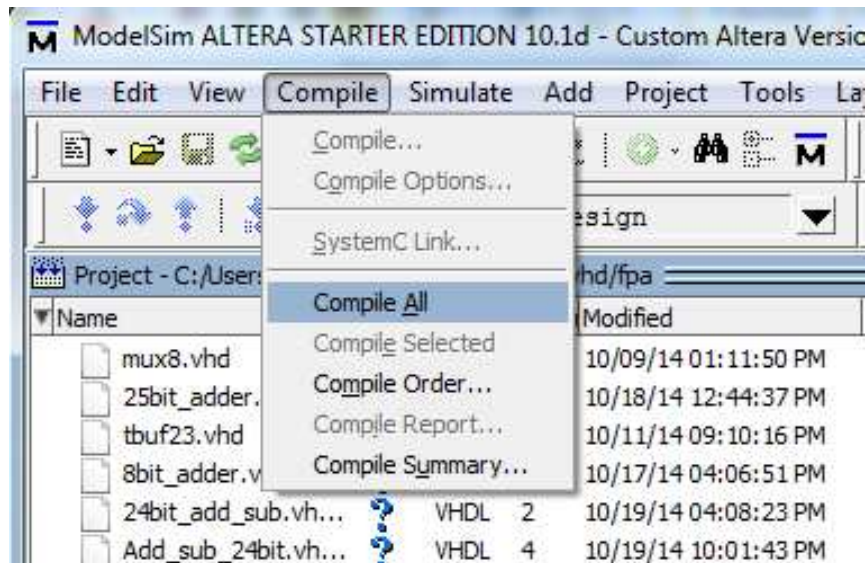 ModelSim ALTERA STARTER EDITION 10.1d - Custom Altera Versio
File Edit View Compile Simulate Add Project Tools La
Compile...
Compile Options...
SystemC Link...
Compile All
Compile Selected
Compile Order...
Compile Report...
Compile Summary...
esign
Project - C:/User hd/fpa
Name Modified
mux8.vhd 10/09/14 01:11:50 PM
25bit_adder. 10/18/14 12:44:37 PM
tbuf23.vhd 10/11/14 09:10:16 PM
8bit_adder.v 10/17/14 04:06:51 PM
24bit_add_sub.vh... ? VHDL 2 10/19/14 04:08:23 PM
Add_sub_24bit.vh... ? VHDL 4 10/19/14 10:01:43 PM